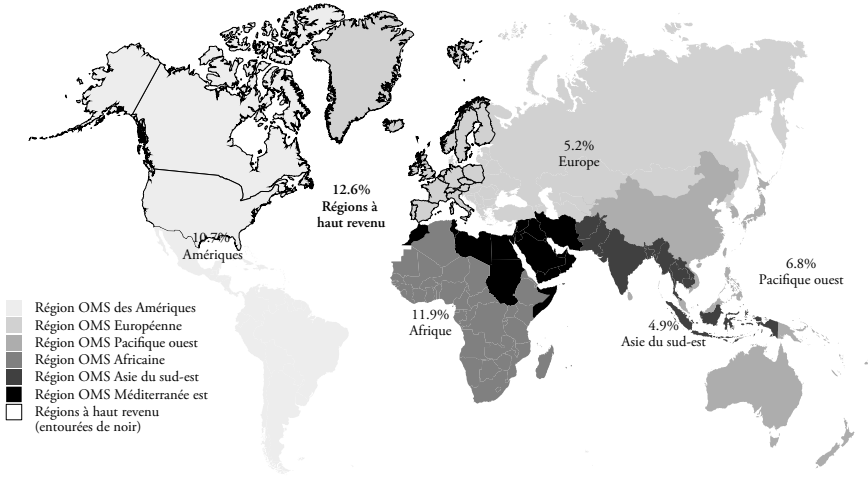 5.2%
Europe
12.6%
Régions à
haut revenu
10.7%
Amériques
6.8%
Pacifique ouest
11.9%
Afrique
4.9%
Asie du sud-est
Région OMS des Amériques
Région OMS Européenne
Région OMS Pacifique ouest
Région OMS Africaine
Région OMS Asie du sud-est
Région OMS Méditerranée est
Régions à haut revenu
(entourées de noir)